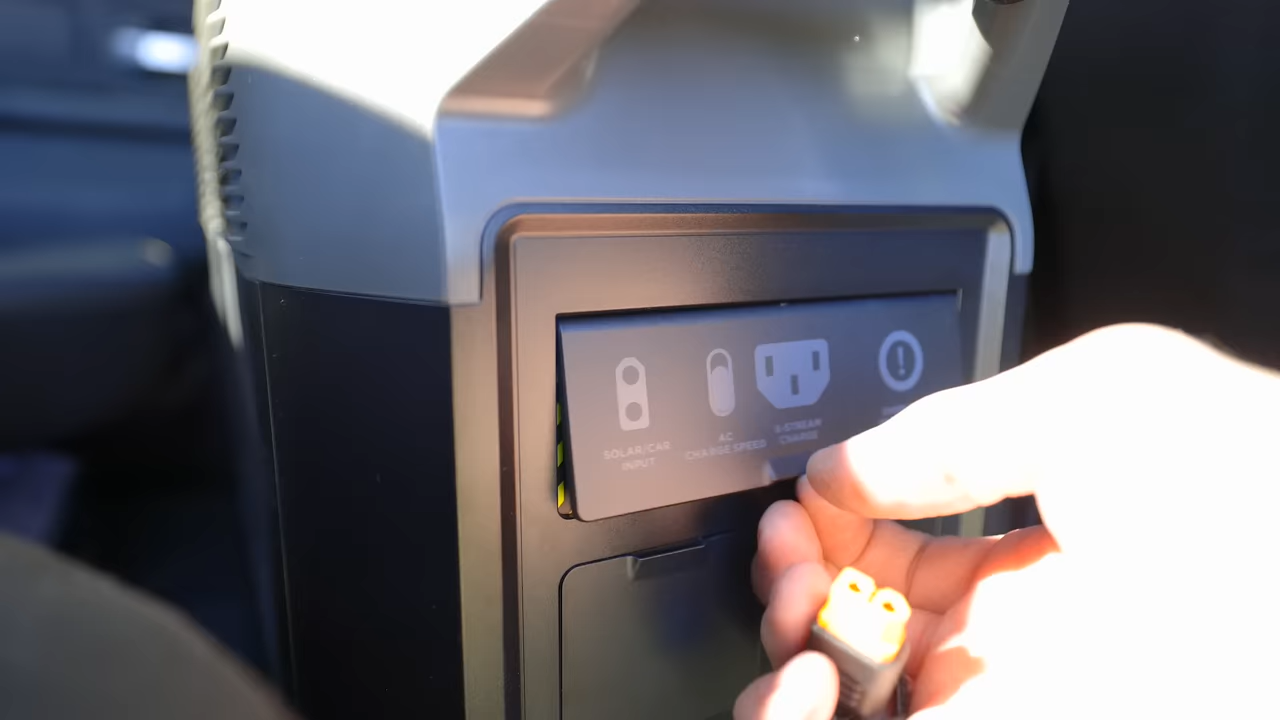 SOLAR/CAR
INPUT
AC
CHARGE SPEED
X-STREAM
CHARGE